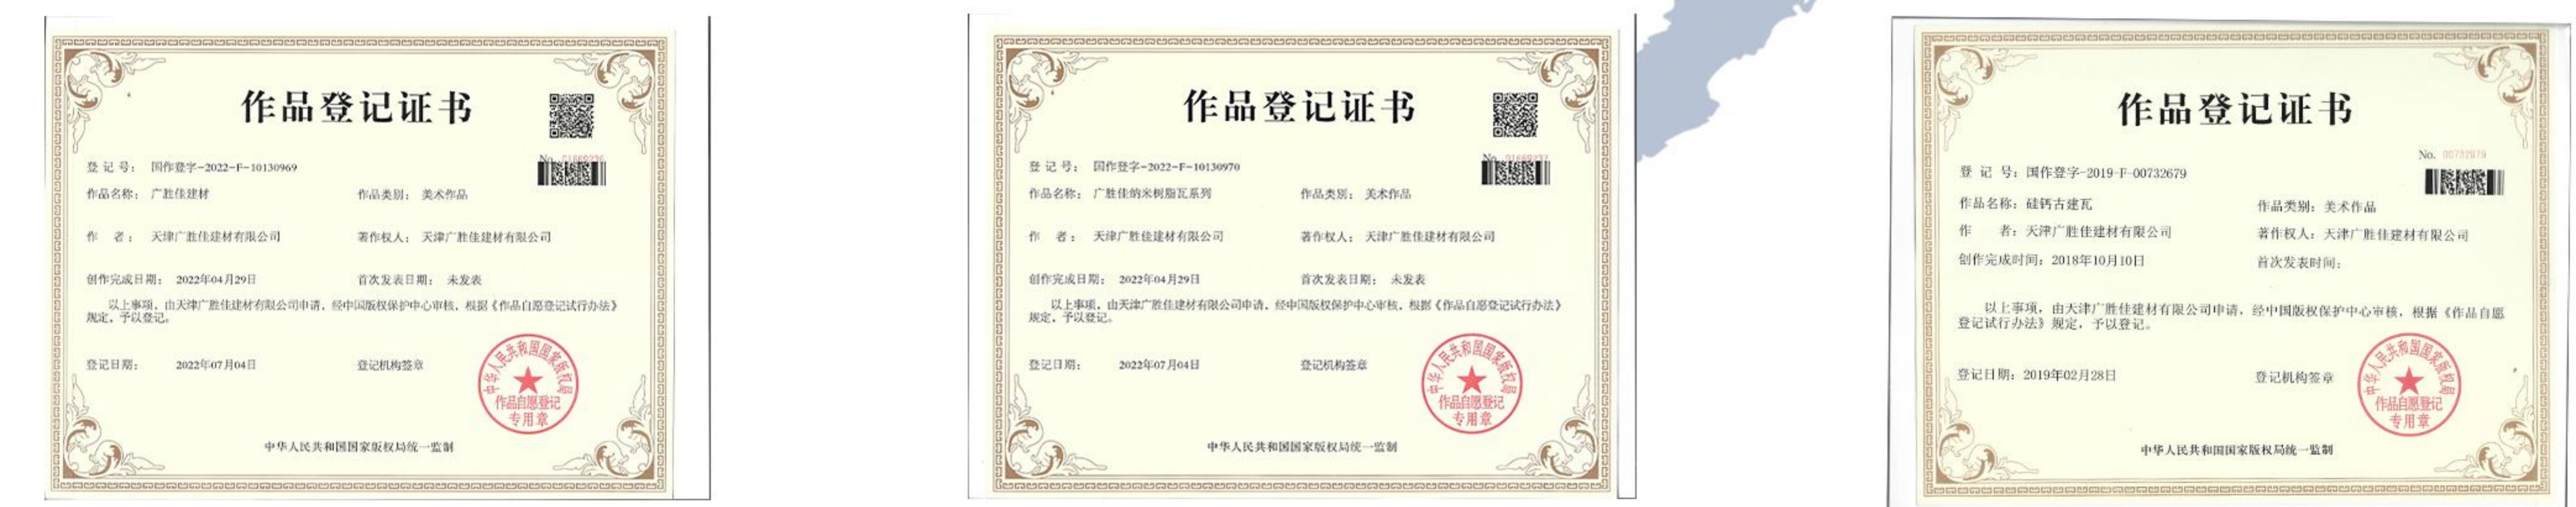 作品登记证书
登 记 号： 国作登字-2022-F-10130969
作品名称： 广胜佳建材 作品类别： 美术作品
作 者： 天津广胜佳建材有限公司 著作权人： 天津广胜佳建材有限公司
创作完成日期： 2022年04月29日 首次发表日期： 未发表
以上事项，由天津广胜佳建材有限公司申请，经中国版权保护中心审核，根据《作品自愿登记试行办法》
规定，予以登记。
登记日期： 2022年07月04日 登记机构签章
中华人民共和国国家版权局
作品自愿登记
专用章
中华人民共和国国家版权局统一监制
作品登记证书
登 记 号： 国作登字-2022-F-10130970
作品名称： 广胜佳纳米树脂瓦系列 作品类别： 美术作品
作 者： 天津广胜佳建材有限公司 著作权人： 天津广胜佳建材有限公司
创作完成日期： 2022年04月29日 首次发表日期： 未发表
以上事项，由天津广胜佳建材有限公司申请，经中国版权保护中心审核，根据《作品自愿登记试行办法》
规定，予以登记。
登记日期： 2022年07月04日 登记机构签章
中华人民共和国国家版权局
作品自愿登记
专用章
中华人民共和国国家版权局统一监制
作品登记证书
No.
登 记 号：国作登字-2019-F-00732679
作品名称：硅钙古建瓦 作品类别：美术作品
作 者：天津广胜佳建材有限公司 著作权人：天津广胜佳建材有限公司
创作完成时间：2018年10月10日 首次发表时间：
以上事项，由天津广胜佳建材有限公司申请，经中国版权保护中心审核，根据《作品自愿
登记试行办法》规定，予以登记。
登记日期：2019年02月28日 登记机构签章
中华人民共和国国家版权局
作品自愿登记
专用章
中华人民共和国国家版权局统一监制